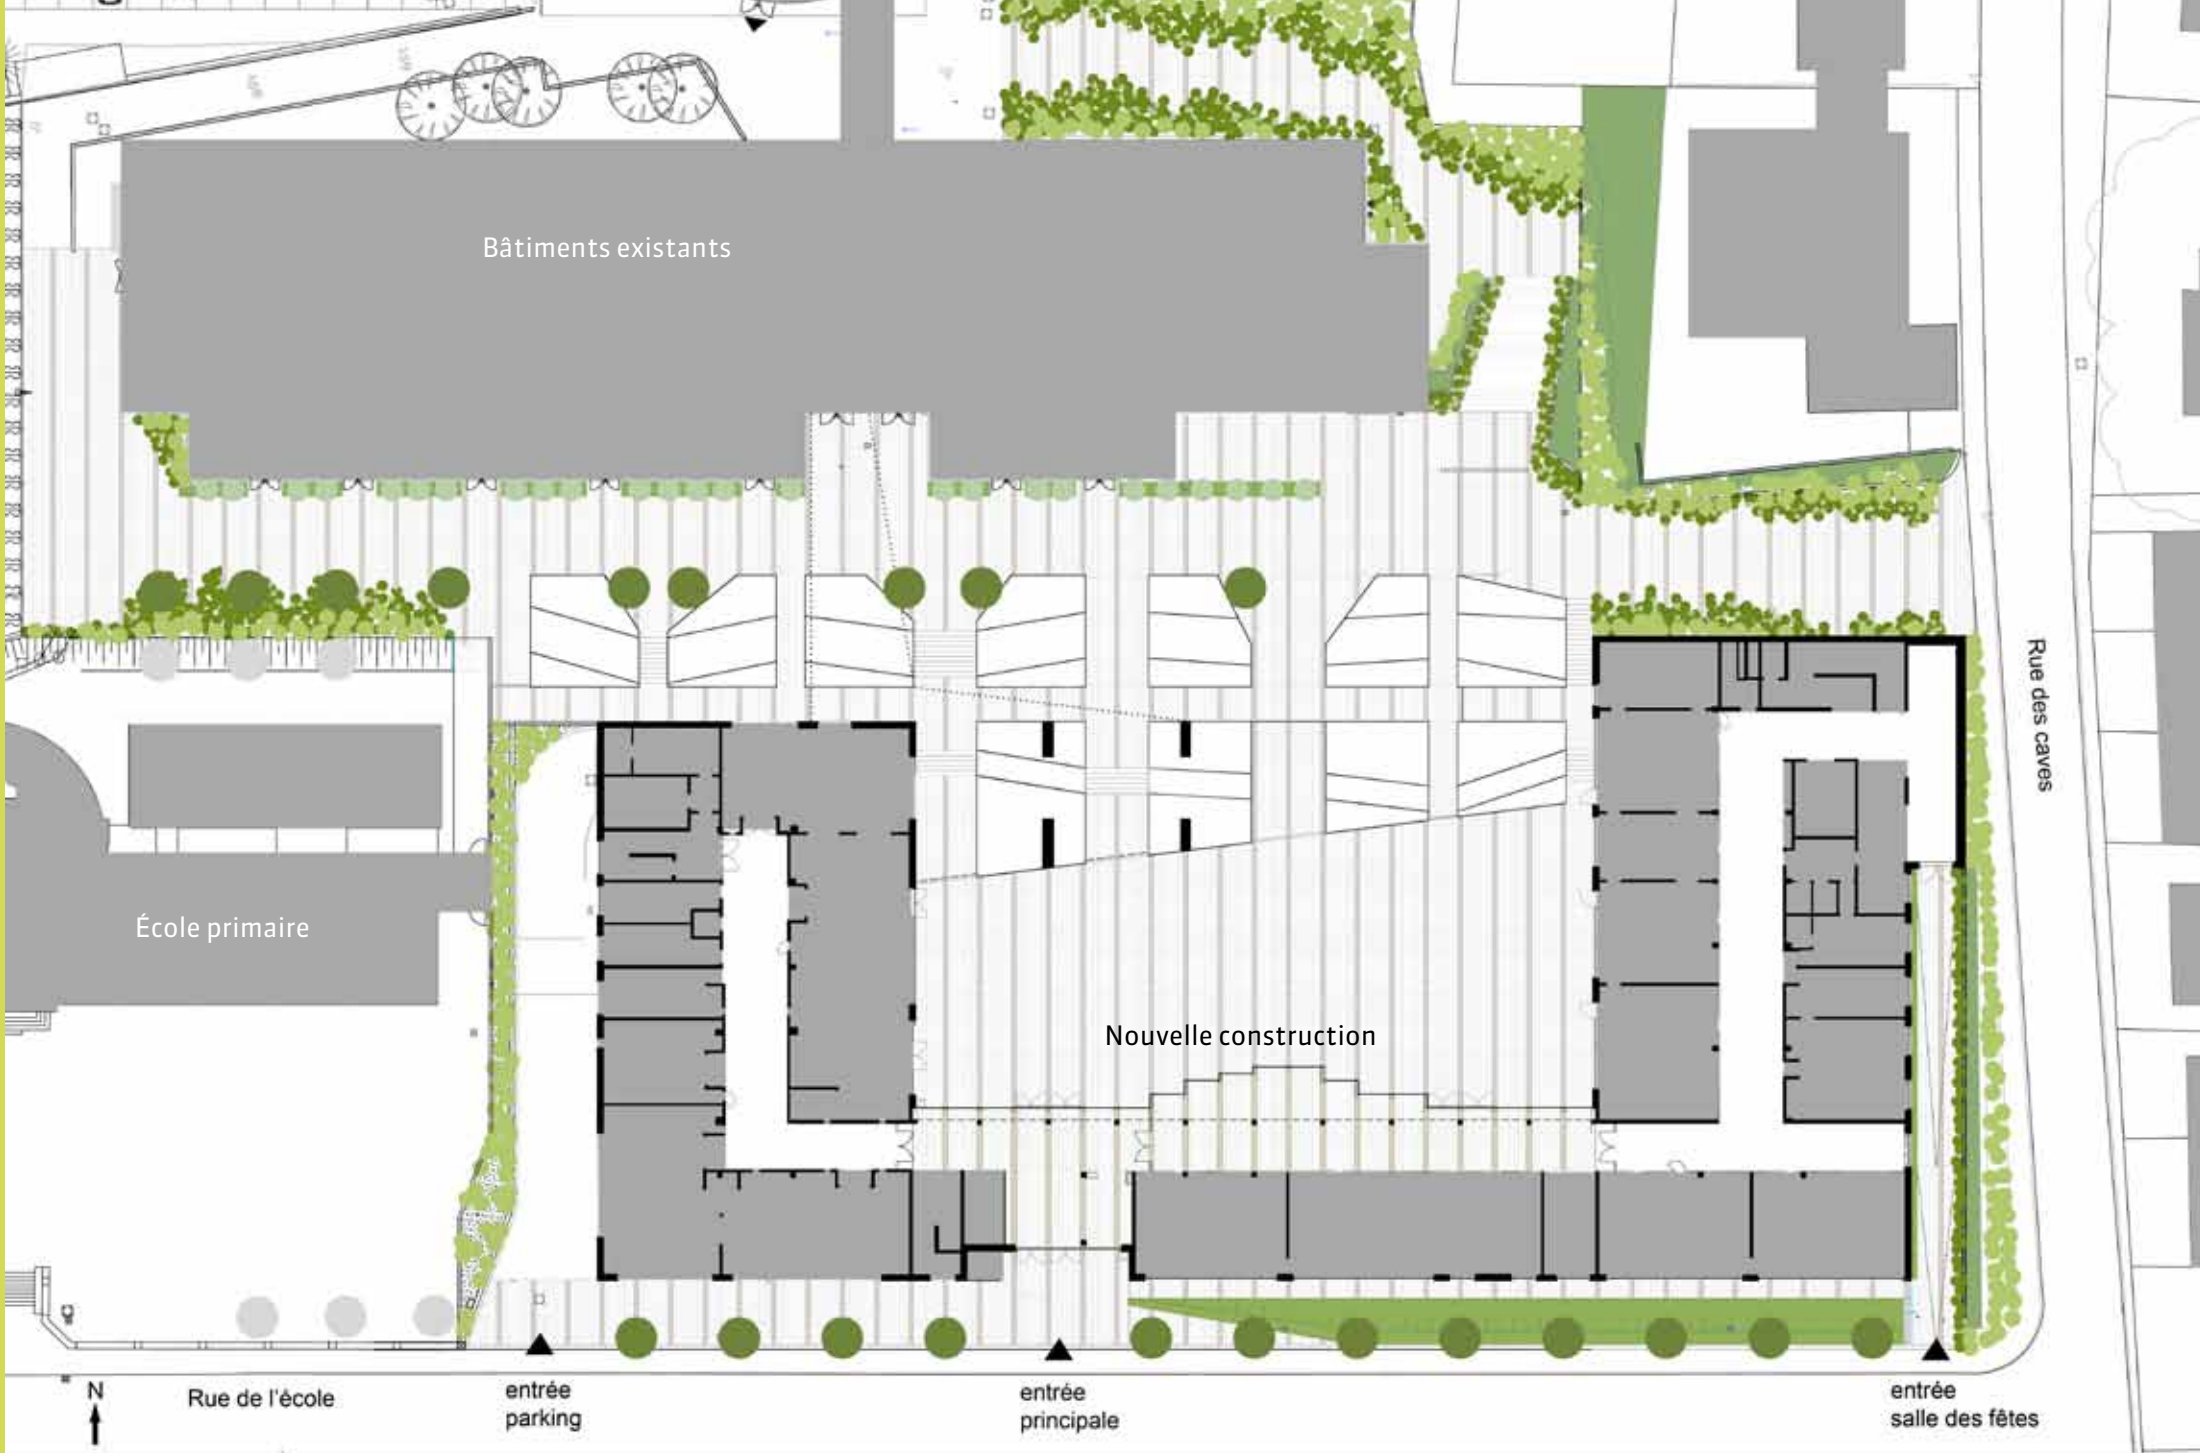 Bâtiments existants
Rue des caves
École primaire
Nouvelle construction
N
Rue de l'école
entrée
parking
entrée
principale
entrée
salle des fêtes